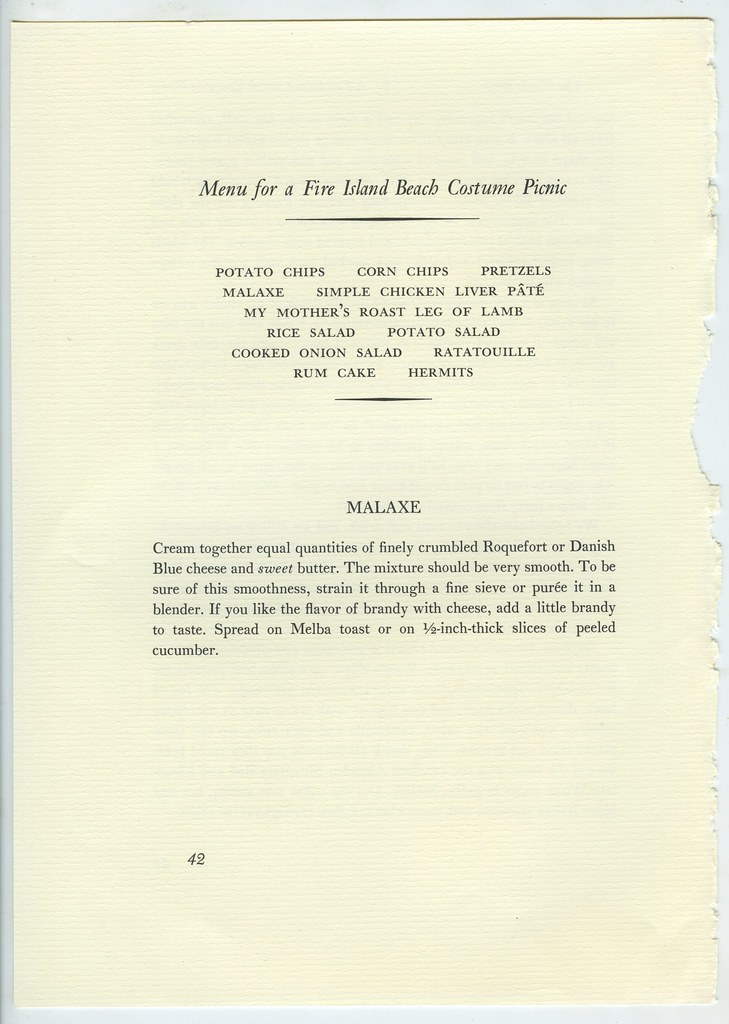 Menu for a Fire Island Beach Costume Picnic
POTATO CHIPS CORN CHIPS PRETZELS
MALAXE SIMPLE CHICKEN LIVER PÂTÉ
MY MOTHER'S ROAST LEG OF LAMB
RICE SALAD POTATO SALAD
COOKED ONION SALAD RATATOUILLE
RUM CAKE HERMITS
MALAXE
Cream together equal quantities of finely crumbled Roquefort or Danish
Blue cheese and sweet butter. The mixture should be very smooth. To be
sure of this smoothness, strain it through a fine sieve or purée it in a
blender. If you like the flavor of brandy with cheese, add a little brandy
to taste. Spread on Melba toast or on ½-inch-thick slices of peeled
cucumber.
42